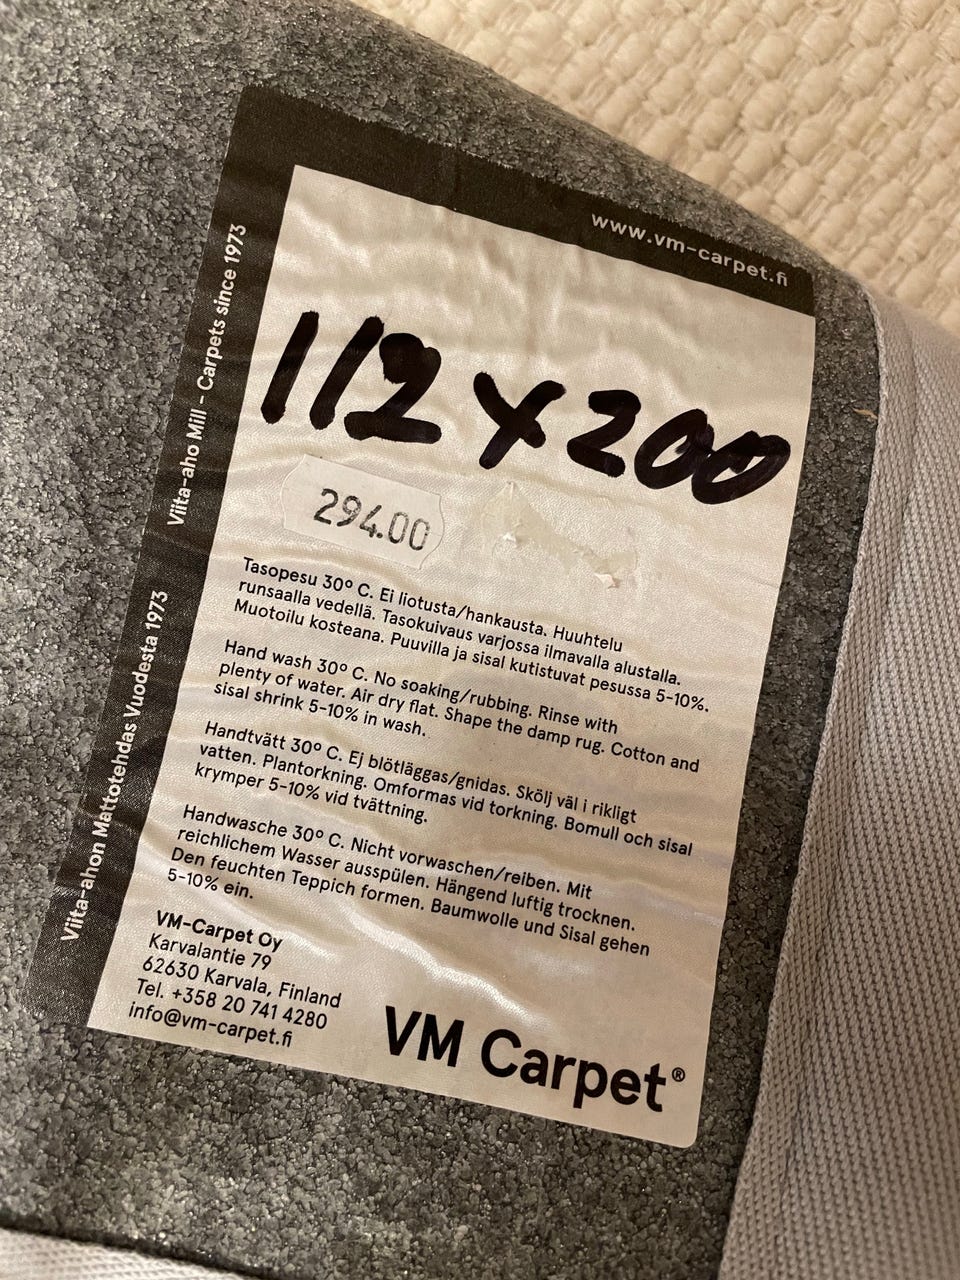 www.vm-carpet.fi
Viita-aho Mill - Carpets since 1973
Viita-ahon Mattotehdas Vuodesta 1973
112 x 200
294.00
Tasopesu 30° C. Ei liotusta/hankausta. Huuhtelu
runsaalla vedellä. Tasokuivaus varjossa ilmavalla alustalla.
Muotoilu kosteana. Puuvilla ja sisal kutistuvat pesussa 5-10%.
Hand wash 30° C. No soaking/rubbing. Rinse with
plenty of water. Air dry flat. Shape the damp rug. Cotton and
sisal shrink 5-10% in wash.
Handtvätt 30° C. Ej blötläggas/gnidas. Skölj väl i rikligt
vatten. Plantorkning. Omformas vid torkning. Bomull och sisal
krymper 5-10% vid tvättning.
Handwasche 30° C. Nicht vorwaschen/reiben. Mit
reichlichem Wasser ausspülen. Hängend luftig trocknen.
Den feuchten Teppich formen. Baumwolle und Sisal gehen
5-10% ein.
VM-Carpet Oy
Karvalantie 79
62630 Karvala, Finland
Tel. +358 20 741 4280
info@vm-carpet.fi
VM Carpet®